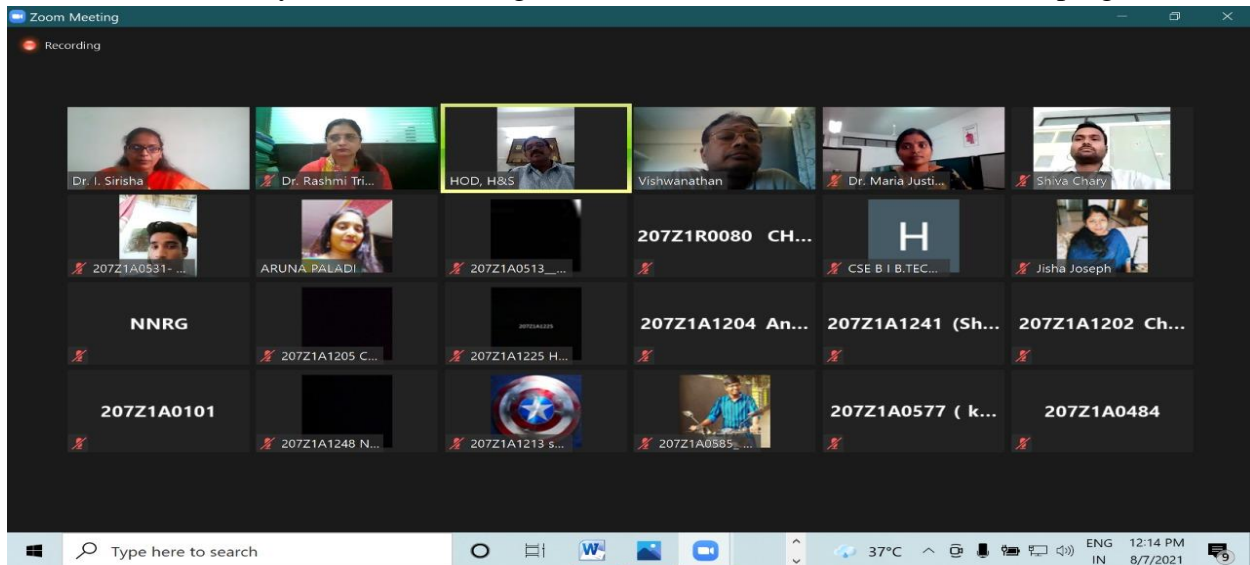 Zoom Meeting
Recording
Dr. I. Sirisha
Dr. Rashmi Tri...
HOD, H&S
Vishwanathan
Dr. Maria Justi...
Shiva Chary
207Z1A0531- ...
ARUNA PALADI
207Z1A0513__...
207Z1R0080 CH...
H
CSE B I B.TEC...
Jisha Joseph
NNRG
207Z1A1205 C...
207Z1A1225
207Z1A1225 H...
207Z1A1204 An...
207Z1A1241 (Sh...
207Z1A1202 Ch...
207Z1A0101
207Z1A1248 N...
207Z1A1213 s...
207Z1A0585_ ...
207Z1A0577 ( k...
207Z1A0484
Type here to search
W
37°C
ENG
IN
12:14 PM
8/7/2021
9